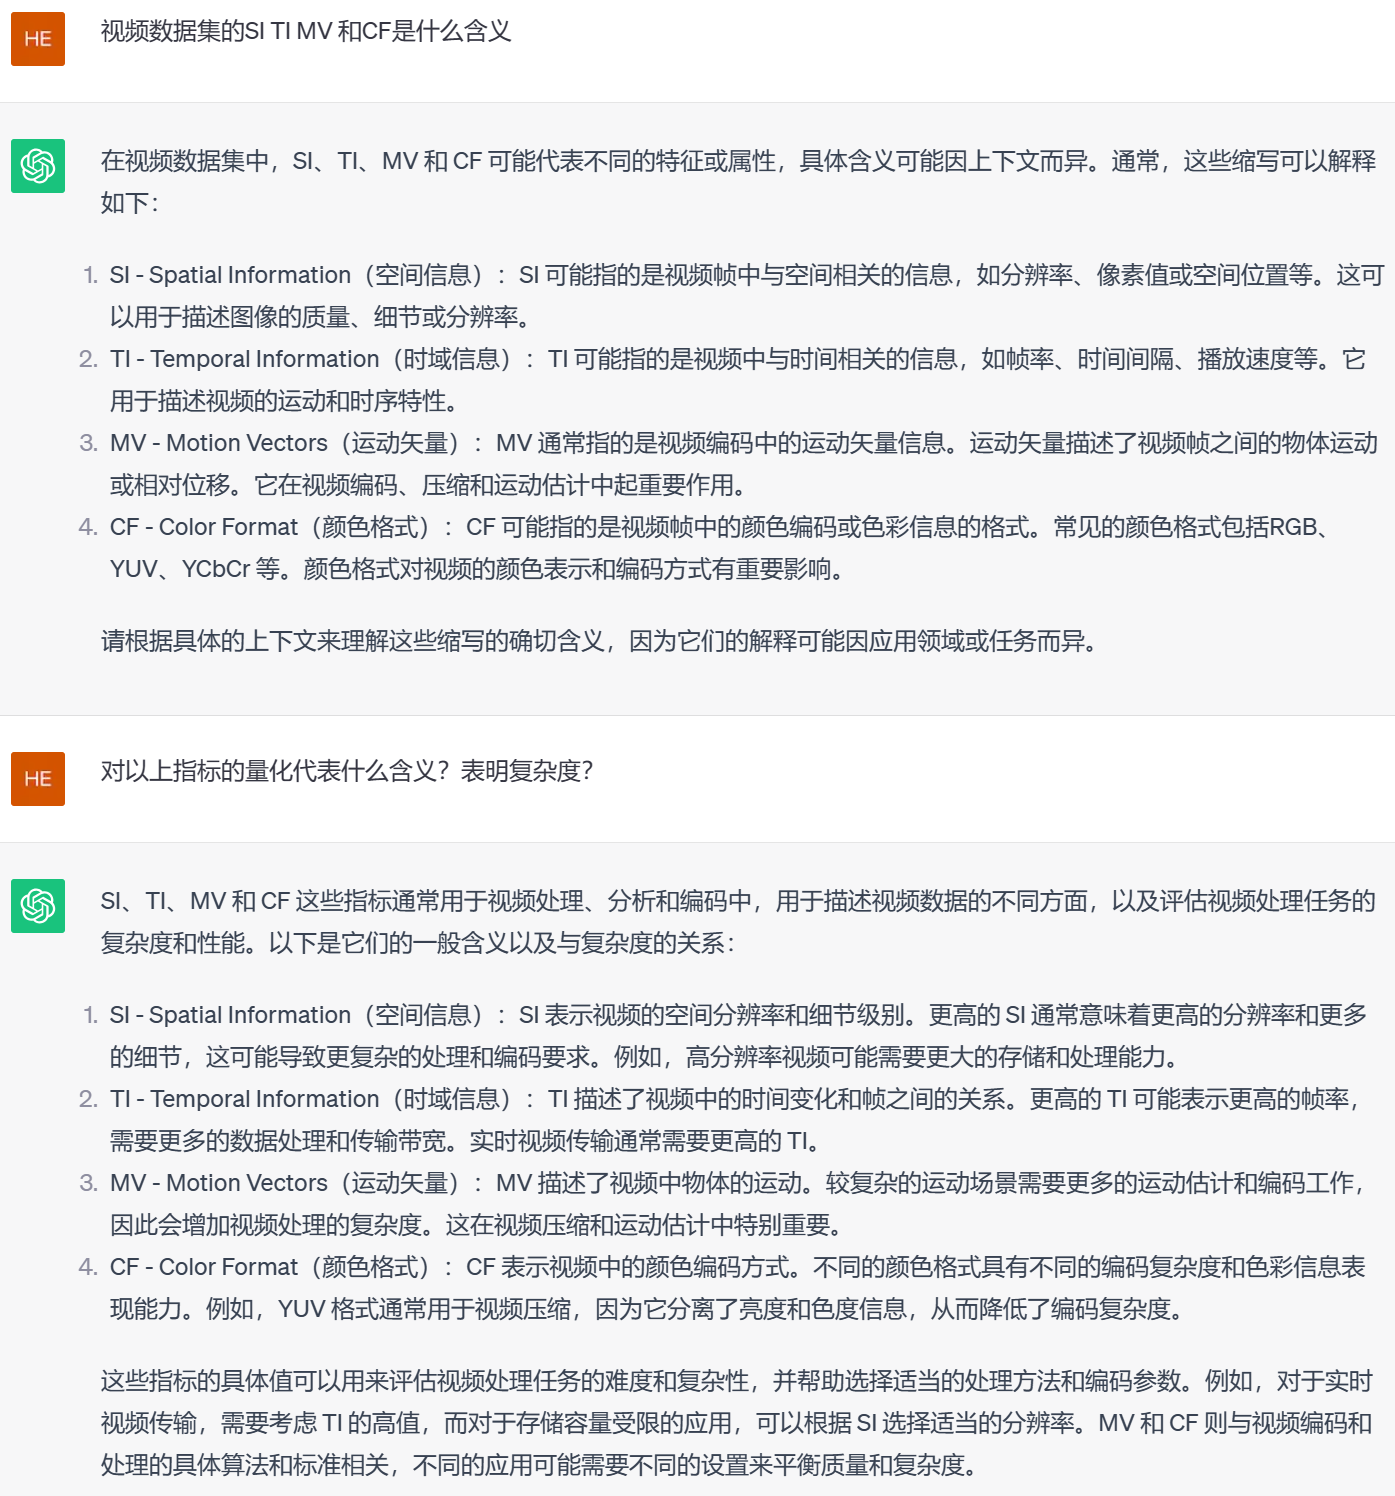 HE
视频数据集的SI TI MV 和CF是什么含义
在视频数据集中，SI、TI、MV 和 CF 可能代表不同的特征或属性，具体含义可能因上下文而异。通常，这些缩写可以解释
如下：
1. SI - Spatial Information（空间信息）：SI 可能指的是视频帧中与空间相关的信息，如分辨率、像素值或空间位置等。这可
以用于描述图像的质量、细节或分辨率。
2. TI - Temporal Information（时域信息）：TI 可能指的是视频中与时间相关的信息，如帧率、时间间隔、播放速度等。它
用于描述视频的运动和时序特性。
3. MV - Motion Vectors（运动矢量）：MV 通常指的是视频编码中的运动矢量信息。运动矢量描述了视频帧之间的物体运动
或相对位移。它在视频编码、压缩和运动估计中起重要作用。
4. CF - Color Format（颜色格式）：CF 可能指的是视频帧中的颜色编码或色彩信息的格式。常见的颜色格式包括RGB、
YUV、YCbCr 等。颜色格式对视频的颜色表示和编码方式有重要影响。
请根据具体的上下文来理解这些缩写的确切含义，因为它们的解释可能因应用领域或任务而异。
HE
对以上指标的量化代表什么含义？表明复杂度？
SI、TI、MV 和 CF 这些指标通常用于视频处理、分析和编码中，用于描述视频数据的不同方面，以及评估视频处理任务的
复杂度和性能。以下是它们的一般含义以及与复杂度的关系：
1. SI - Spatial Information（空间信息）：SI 表示视频的空间分辨率和细节级别。更高的 SI 通常意味着更高的分辨率和更多
的细节，这可能导致更复杂的处理和编码要求。例如，高分辨率视频可能需要更大的存储和处理能力。
2. TI - Temporal Information（时域信息）：TI 描述了视频中的时间变化和帧之间的关系。更高的 TI 可能表示更高的帧率，
需要更多的数据处理和传输带宽。实时视频传输通常需要更高的 TI。
3. MV - Motion Vectors（运动矢量）：MV 描述了视频中物体的运动。较复杂的运动场景需要更多的运动估计和编码工作，
因此会增加视频处理的复杂度。这在视频压缩和运动估计中特别重要。
4. CF - Color Format（颜色格式）：CF 表示视频中的颜色编码方式。不同的颜色格式具有不同的编码复杂度和色彩信息表
现能力。例如，YUV 格式通常用于视频压缩，因为它分离了亮度和色度信息，从而降低了编码复杂度。
这些指标的具体值可以用来评估视频处理任务的难度和复杂性，并帮助选择适当的处理方法和编码参数。例如，对于实时
视频传输，需要考虑 TI 的高值，而对于存储容量受限的应用，可以根据 SI 选择适当的分辨率。MV 和 CF 则与视频编码和
处理的具体算法和标准相关，不同的应用可能需要不同的设置来平衡质量和复杂度。